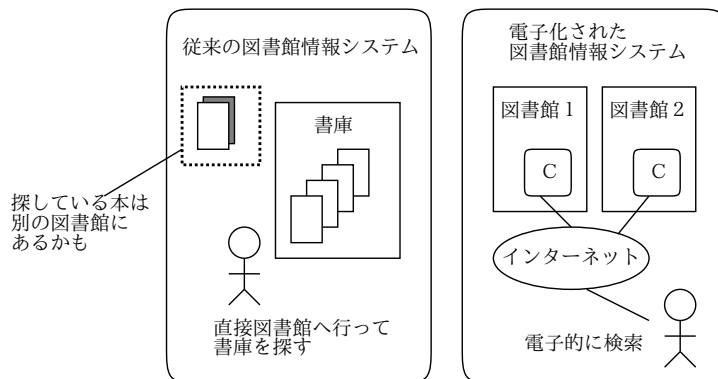 従来の図書館情報システム
書庫
探している本は
別の図書館に
あるかも
直接図書館へ行って
書庫を探す
電子化された
図書館情報システム
図書館1
図書館2
C
C
インターネット
電子的に検索